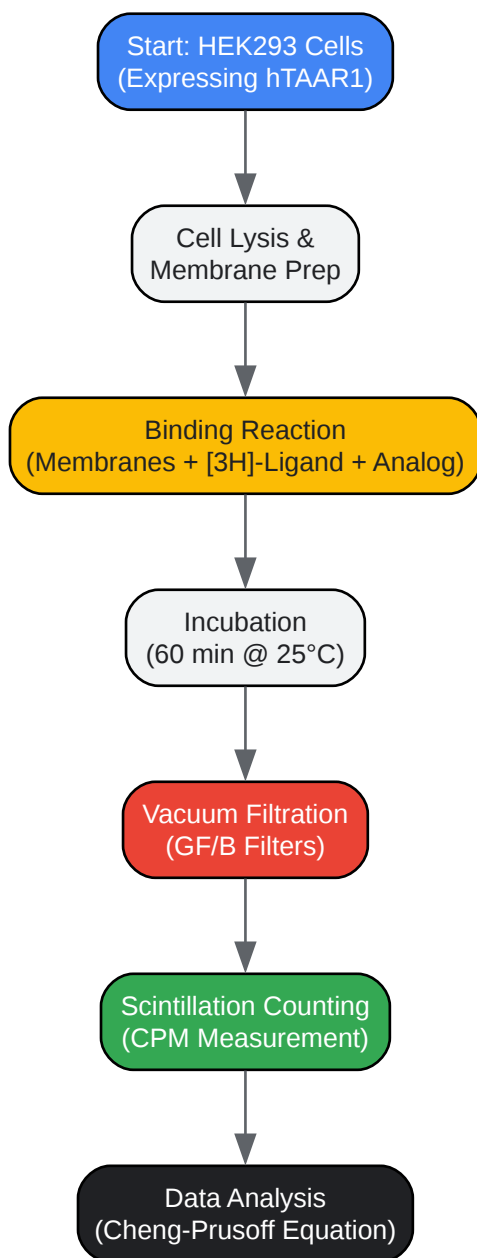 Start: HEK293 Cells
(Expressing hTAAR1)
Cell Lysis &
Membrane Prep
Binding Reaction
(Membranes + [3H]-Ligand + Analog)
Incubation
(60 min @ 25°C)
Vacuum Filtration
(GF/B Filters)
Scintillation Counting
(CPM Measurement)
Data Analysis
(Cheng-Prusoff Equation)